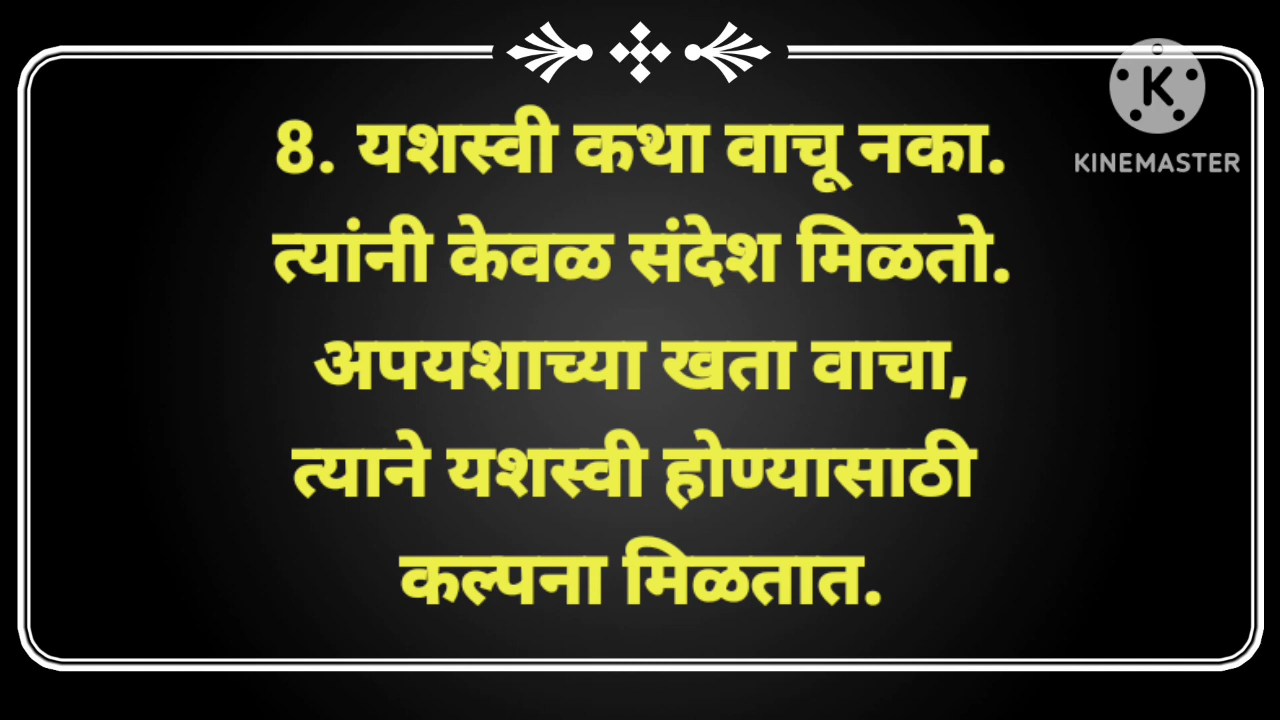 8. यशस्वी कथा वाचू नका.
त्यांनी केवळ संदेश मिळतो.
अपयशाच्या खता वाचा,
त्याने यशस्वी होण्यासाठी
कल्पना मिळतात.
K
KINEMASTER